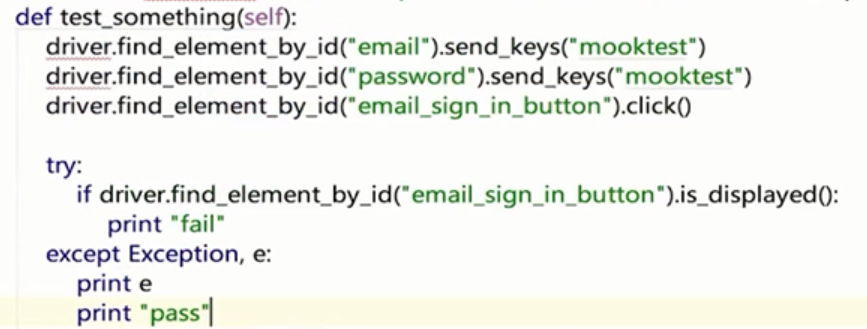 def test_something(self):
driver.find_element_by_id("email").send_keys("mooktest")
driver.find_element_by_id("password").send_keys("mooktest")
driver.find_element_by_id("email_sign_in_button").click()
try:
if driver.find_element_by_id("email_sign_in_button").is_displayed():
print "fail"
except Exception, e:
print e
print "pass"